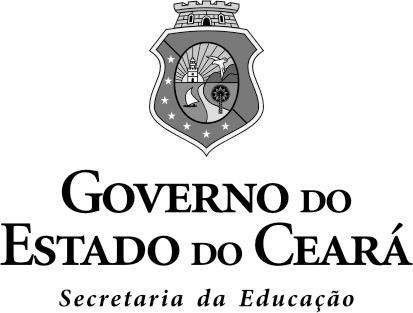 GOVERNO DO
ESTADO DO CEARÁ
Secretaria da Educação